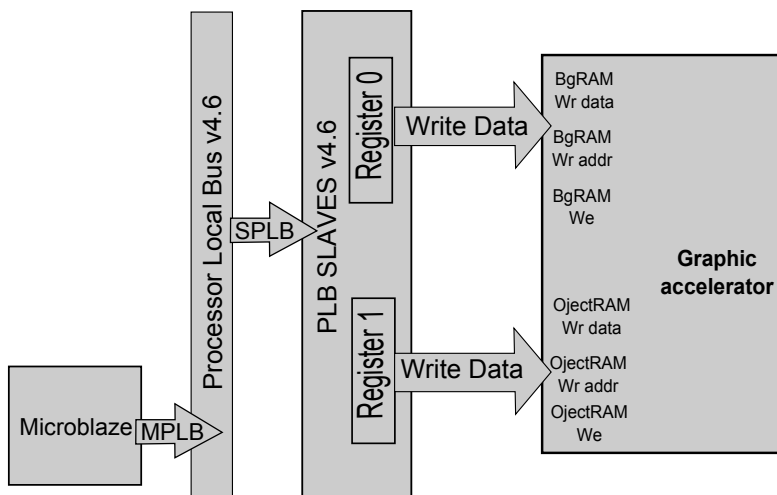 Microblaze
MPLB
Processor Local Bus v4.6
SPLB
PLB SLAVES v4.6
Register 0
Register 1
Write Data
Write Data
BgRAM
Wr data
BgRAM
Wr addr
BgRAM
We
Graphic
accelerator
OjectRAM
Wr data
OjectRAM
Wr addr
OjectRAM
We